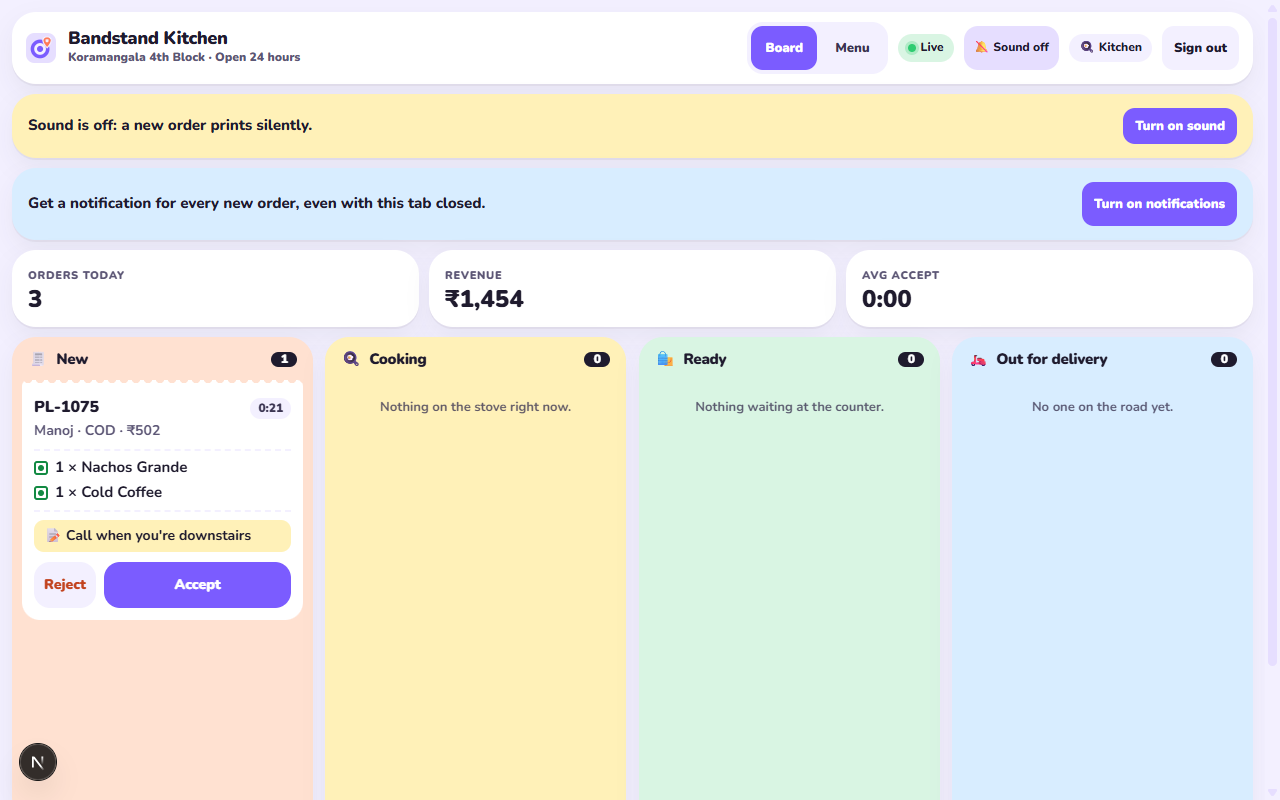 Bandstand Kitchen
Koramangala 4th Block · Open 24 hours
Board
Menu
Live
Sound off
Kitchen
Sign out
Sound is off: a new order prints silently.
Turn on sound
Get a notification for every new order, even with this tab closed.
Turn on notifications
ORDERS TODAY
3
REVENUE
₹1,454
AVG ACCEPT
0:00
New
1
PL-1075
0:21
Manoj · COD · ₹502
1 × Nachos Grande
1 × Cold Coffee
Call when you're downstairs
Reject
Accept
Cooking
0
Nothing on the stove right now.
Ready
0
Nothing waiting at the counter.
Out for delivery
0
No one on the road yet.
N